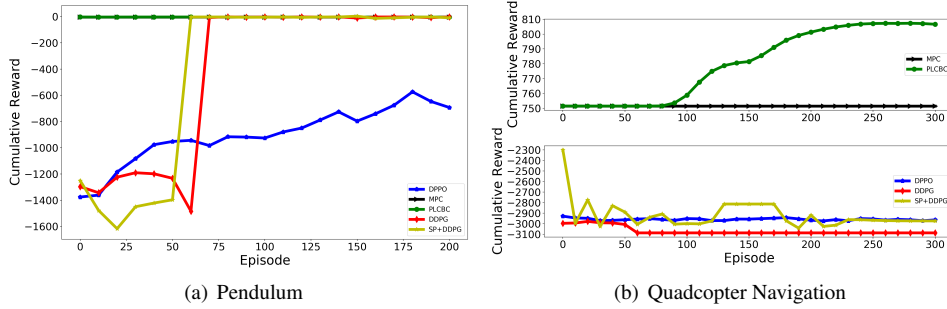 Cumulative Reward
0
−200
−400
−600
−800
−1000
−1200
−1400
−1600
0 25 50 75 100 125 150 175 200
Episode
DPPO
MPC
PLCBC
DDPG
SP+DDPG
(a) Pendulum
Cumulative Reward
810
800
790
780
770
760
750
0 50 100 150 200 250 300
MPC
PLCBC
Cumulative Reward
−2300
−2400
−2500
−2600
−2700
−2800
−2900
−3000
−3100
0 50 100 150 200 250 300
Episode
DPPO
DDPG
SP+DDPG
(b) Quadcopter Navigation